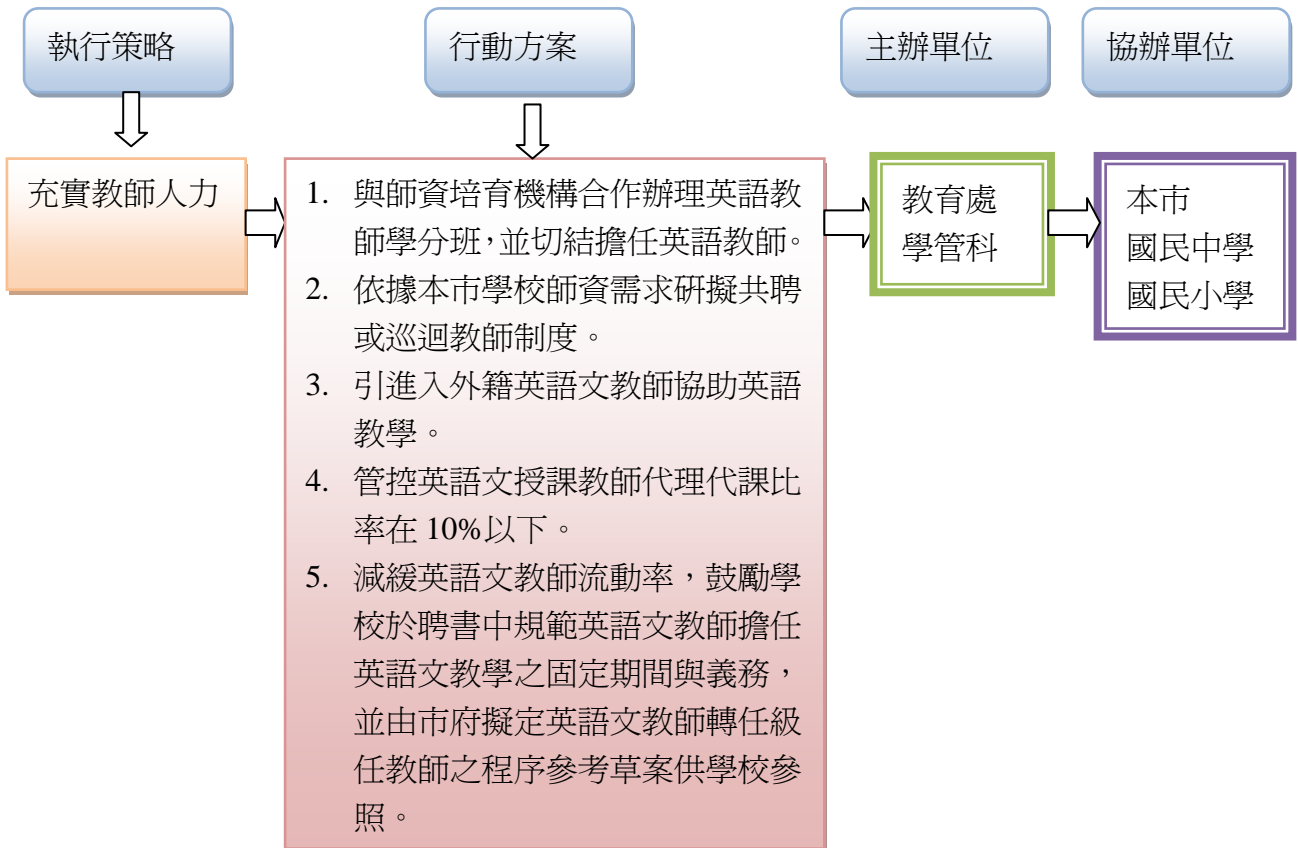 執行策略
行動方案
主辦單位
協辦單位
充實教師人力
1. 與師資培育機構合作辦理英語教
師學分班，並切結擔任英語教師。
2. 依據本市學校師資需求研擬共聘
或巡迴教師制度。
3. 引進入外籍英語文教師協助英語
教學。
4. 管控英語文授課教師代理代課比
率在 10%以下。
5. 減緩英語文教師流動率，鼓勵學
校於聘書中規範英語文教師擔任
英語文教學之固定期間與義務，
並由市府擬定英語文教師轉任級
任教師之程序參考草案供學校參
照。
教育處
學管科
本市
國民中學
國民小學